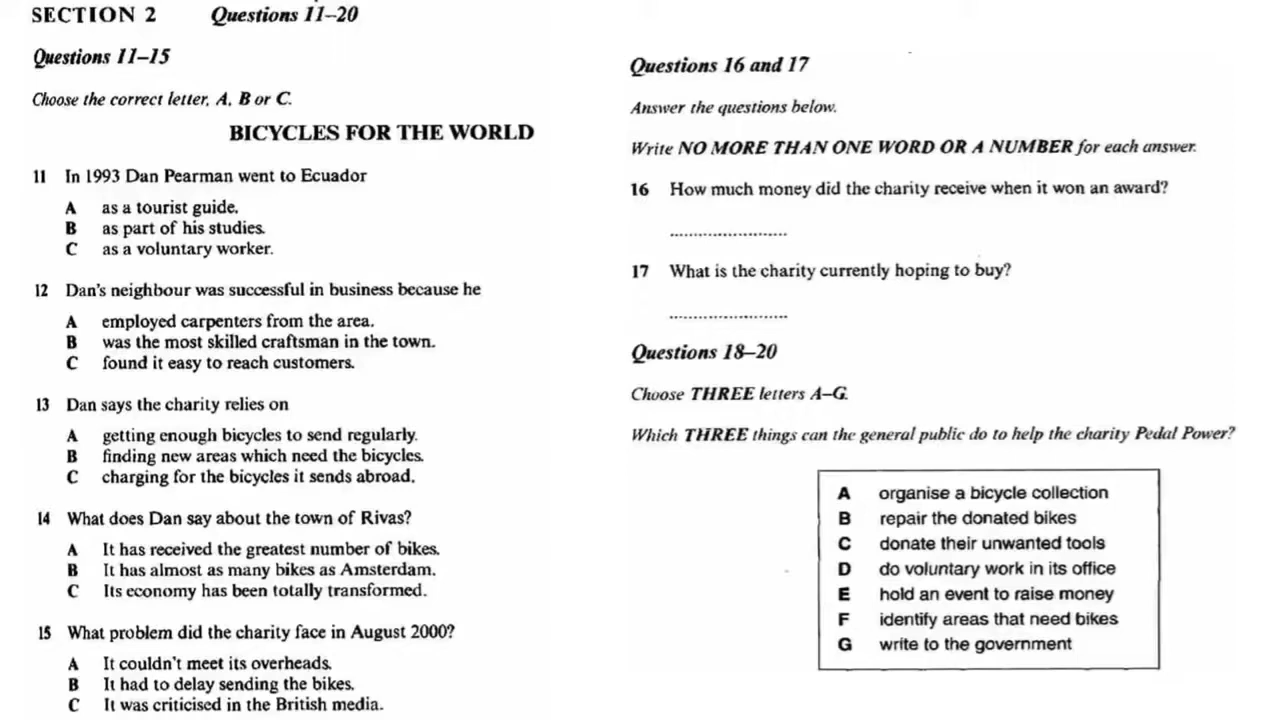 SECTION 2 Questions 11–20
Questions 11–15
Choose the correct letter, A, B or C.
BICYCLES FOR THE WORLD
11 In 1993 Dan Pearman went to Ecuador
A as a tourist guide.
B as part of his studies.
C as a voluntary worker.
12 Dan's neighbour was successful in business because he
A employed carpenters from the area.
B was the most skilled craftsman in the town.
C found it easy to reach customers.
13 Dan says the charity relies on
A getting enough bicycles to send regularly.
B finding new areas which need the bicycles.
C charging for the bicycles it sends abroad.
14 What does Dan say about the town of Rivas?
A It has received the greatest number of bikes.
B It has almost as many bikes as Amsterdam.
C Its economy has been totally transformed.
15 What problem did the charity face in August 2000?
A It couldn't meet its overheads.
B It had to delay sending the bikes.
C It was criticised in the British media.
Questions 16 and 17
Answer the questions below.
Write NO MORE THAN ONE WORD OR A NUMBER for each answer.
16 How much money did the charity receive when it won an award?
........................
17 What is the charity currently hoping to buy?
........................
Questions 18–20
Choose THREE letters A–G.
Which THREE things can the general public do to help the charity Pedal Power?
A organise a bicycle collection
B repair the donated bikes
C donate their unwanted tools
D do voluntary work in its office
E hold an event to raise money
F identify areas that need bikes
G write to the government